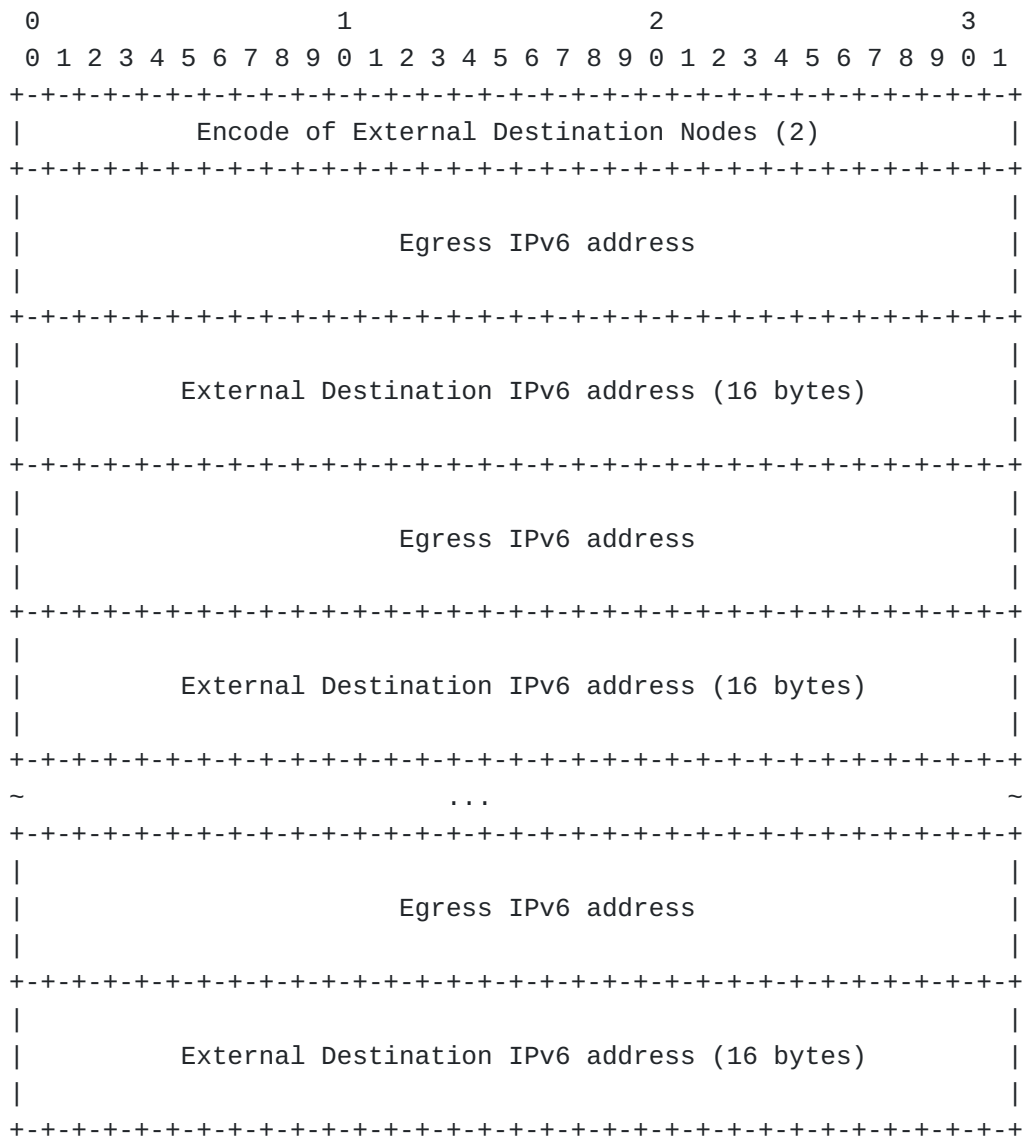 0                   1                   2                   3
 0 1 2 3 4 5 6 7 8 9 0 1 2 3 4 5 6 7 8 9 0 1 2 3 4 5 6 7 8 9 0 1
+-+-+-+-+-+-+-+-+-+-+-+-+-+-+-+-+-+-+-+-+-+-+-+-+-+-+-+-+-+-+-+-+
|           Encode of External Destination Nodes (2)            |
+-+-+-+-+-+-+-+-+-+-+-+-+-+-+-+-+-+-+-+-+-+-+-+-+-+-+-+-+-+-+-+-+
|                                                               |
|                        Egress IPv6 address                    |
|                                                               |
+-+-+-+-+-+-+-+-+-+-+-+-+-+-+-+-+-+-+-+-+-+-+-+-+-+-+-+-+-+-+-+-+
|                                                               |
|          External Destination IPv6 address (16 bytes)         |
|                                                               |
+-+-+-+-+-+-+-+-+-+-+-+-+-+-+-+-+-+-+-+-+-+-+-+-+-+-+-+-+-+-+-+-+
|                                                               |
|                        Egress IPv6 address                    |
|                                                               |
+-+-+-+-+-+-+-+-+-+-+-+-+-+-+-+-+-+-+-+-+-+-+-+-+-+-+-+-+-+-+-+-+
|                                                               |
|          External Destination IPv6 address (16 bytes)         |
|                                                               |
+-+-+-+-+-+-+-+-+-+-+-+-+-+-+-+-+-+-+-+-+-+-+-+-+-+-+-+-+-+-+-+-+
~                           ...                                 ~
+-+-+-+-+-+-+-+-+-+-+-+-+-+-+-+-+-+-+-+-+-+-+-+-+-+-+-+-+-+-+-+-+
|                                                               |
|                        Egress IPv6 address                    |
|                                                               |
+-+-+-+-+-+-+-+-+-+-+-+-+-+-+-+-+-+-+-+-+-+-+-+-+-+-+-+-+-+-+-+-+
|                                                               |
|          External Destination IPv6 address (16 bytes)         |
|                                                               |
+-+-+-+-+-+-+-+-+-+-+-+-+-+-+-+-+-+-+-+-+-+-+-+-+-+-+-+-+-+-+-+-+